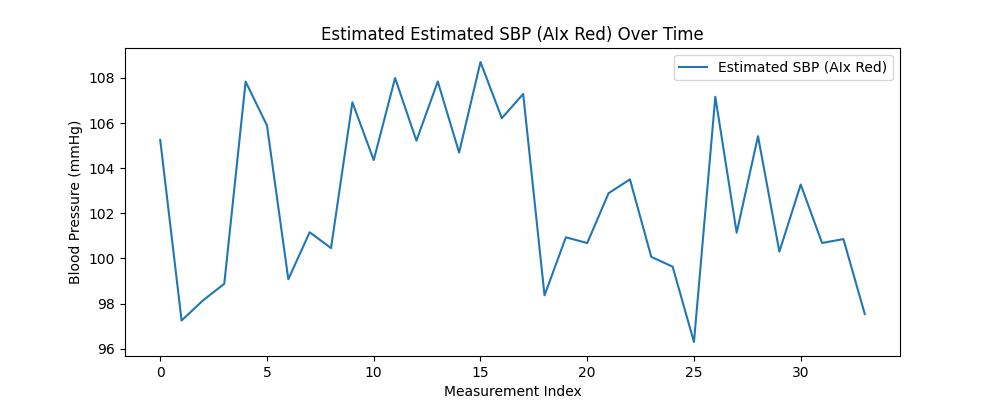 Estimated Estimated SBP (AIx Red) Over Time
Estimated SBP (AIx Red)
Blood Pressure (mmHg)
108
106
104
102
100
98
96
0 5 10 15 20 25 30
Measurement Index